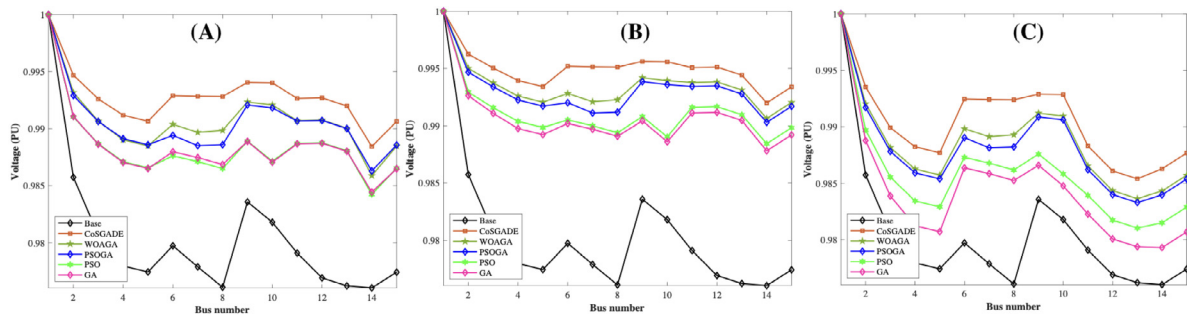 (A)
Voltage (PU)
1
0.995
0.99
0.985
0.98
Base
CoSGADE
WOAGA
PSOGA
PSO
GA
2 4 6 8 10 12 14
Bus number
(B)
Voltage (PU)
1
0.995
0.99
0.985
0.98
Base
CoSGADE
WOAGA
PSOGA
PSO
GA
2 4 6 8 10 12 14
Bus number
(C)
Voltage (PU)
1
0.995
0.99
0.985
0.98
Base
CoSGADE
WOAGA
PSOGA
PSO
GA
2 4 6 8 10 12 14
Bus number